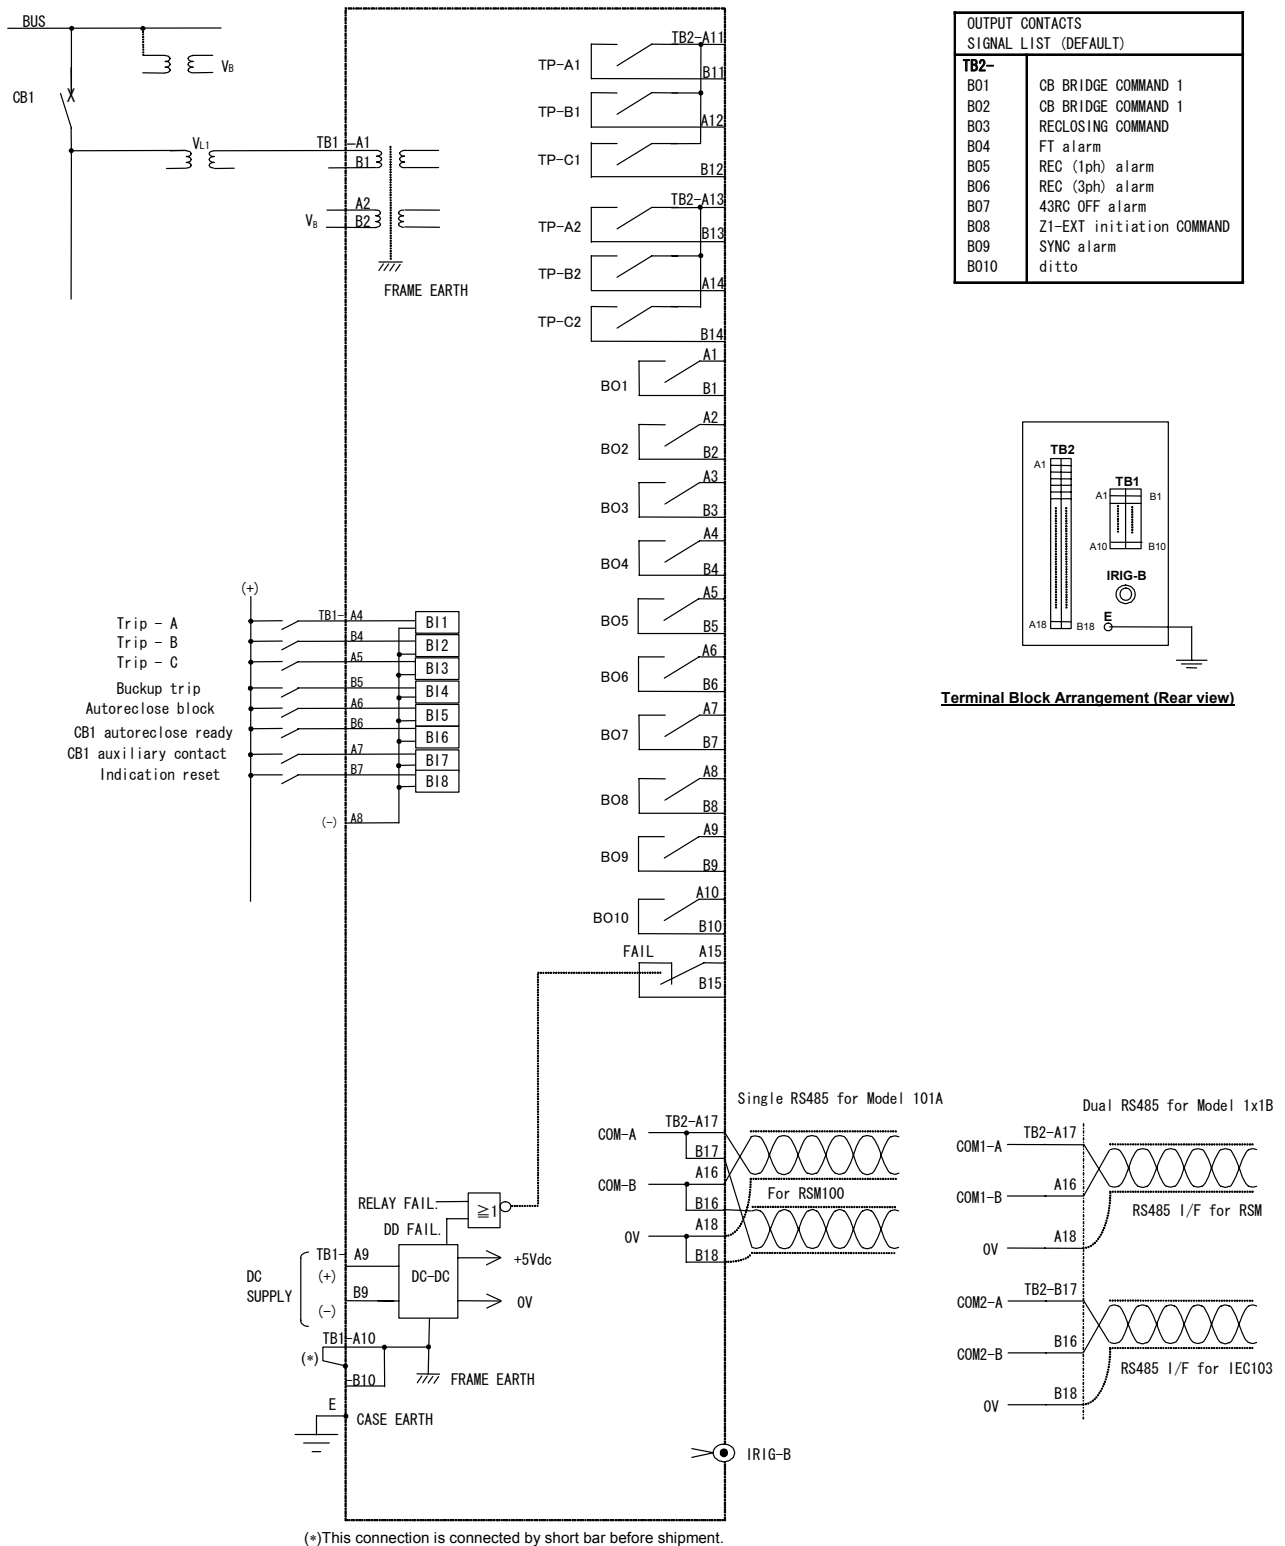 BUS
VB
CB1
VL1
TB1 -A1
B1
A2
VB B2
FRAME EARTH
TP-A1
TB2-A11
B11
TP-B1
A12
TP-C1
B12
TB2-A13
TP-A2
B13
TP-B2
A14
TP-C2
B14
A1
BO1
B1
A2
BO2
B2
A3
BO3
B3
A4
BO4
B4
A5
BO5
B5
A6
BO6
B6
A7
BO7
B7
A8
BO8
B8
A9
BO9
B9
A10
BO10
B10
FAIL A15
B15
OUTPUT CONTACTS
SIGNAL LIST (DEFAULT)
TB2-
BO1 CB BRIDGE COMMAND 1
BO2 CB BRIDGE COMMAND 1
BO3 RECLOSING COMMAND
BO4 FT alarm
BO5 REC (1ph) alarm
BO6 REC (3ph) alarm
BO7 43RC OFF alarm
BO8 Z1-EXT initiation COMMAND
BO9 SYNC alarm
BO10 ditto
TB2
A1
TB1
A1 B1
A10 B10
IRIG-B
A18 B18 E
Terminal Block Arrangement (Rear view)
(+)
Trip - A TB1- A4 BI1
Trip - B B4 BI2
Trip - C A5 BI3
Buckup trip B5 BI4
Autoreclose block A6 BI5
CB1 autoreclose ready B6 BI6
CB1 auxiliary contact A7 BI7
Indication reset B7 BI8
(-) A8
Single RS485 for Model 101A
COM-A TB2-A17
B17
COM-B A16
B16
For RSM100
0V A18
B18
Dual RS485 for Model 1x1B
COM1-A TB2-A17
COM1-B A16
RS485 I/F for RSM
0V A18
COM2-A TB2-B17
COM2-B B16
RS485 I/F for IEC103
0V B18
RELAY FAIL.
≧1
DD FAIL.
DC SUPPLY
TB1- A9
(+)
DC-DC
+5Vdc
B9
(-)
0V
TB1-A10
(*)
-B10
FRAME EARTH
E
CASE EARTH
IRIG-B
(*)This connection is connected by short bar before shipment.